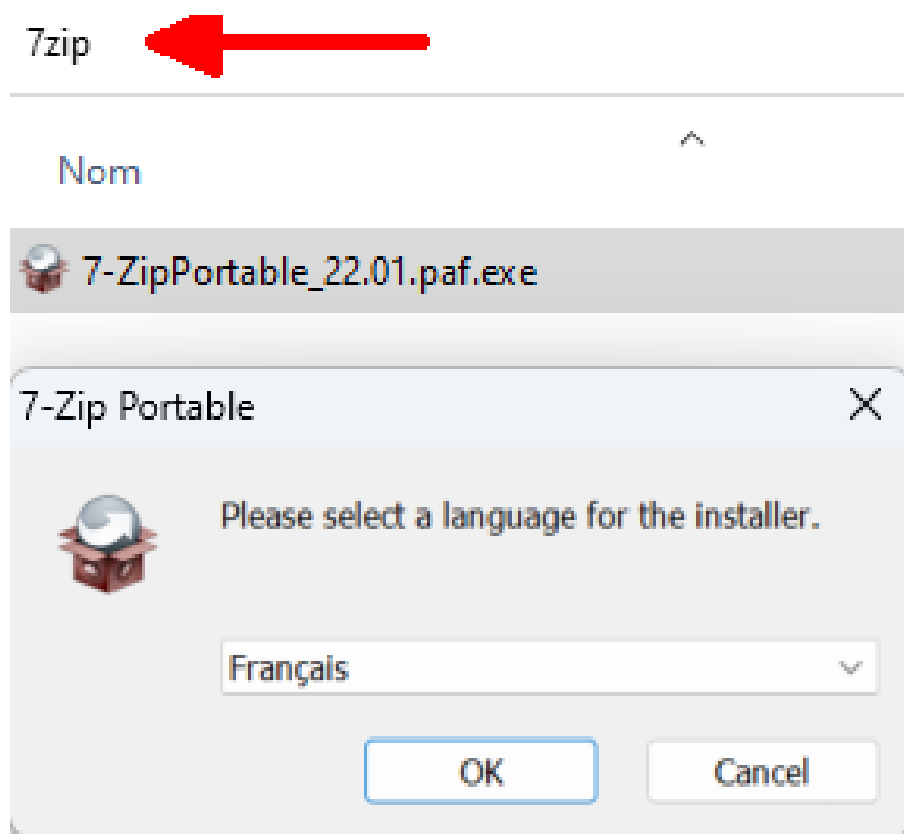 7zip
Nom
7-ZipPortable_22.01.paf.exe
7-Zip Portable
Please select a language for the installer.
Français
OK Cancel